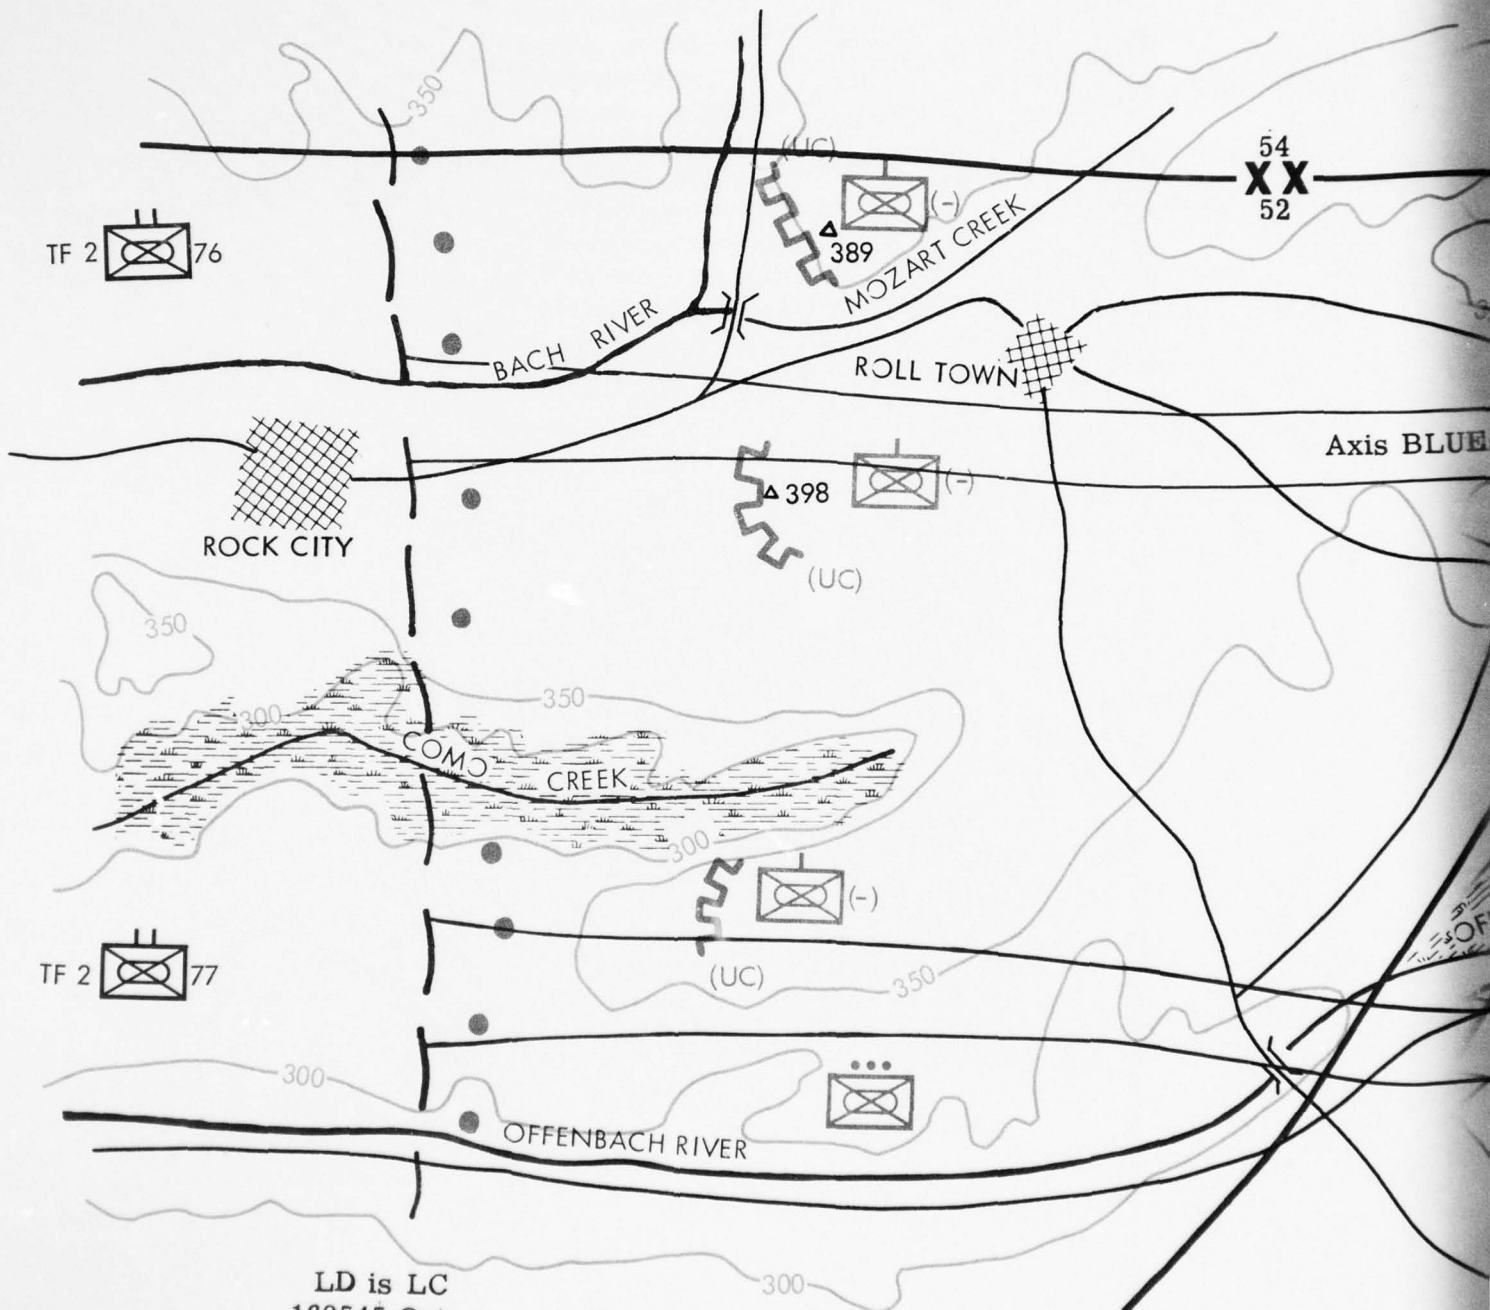 350
(UC)
54
XX
52
TF 2 76
(-)
389
MOZART CREEK
BACH RIVER
ROLL TOWN
Axis BLUE
398
(-)
ROCK CITY
(UC)
350
350
300
COMO CREEK
300
(-)
TF 2 77
(UC)
350
300
OFFENBACH RIVER
LD is LC
300